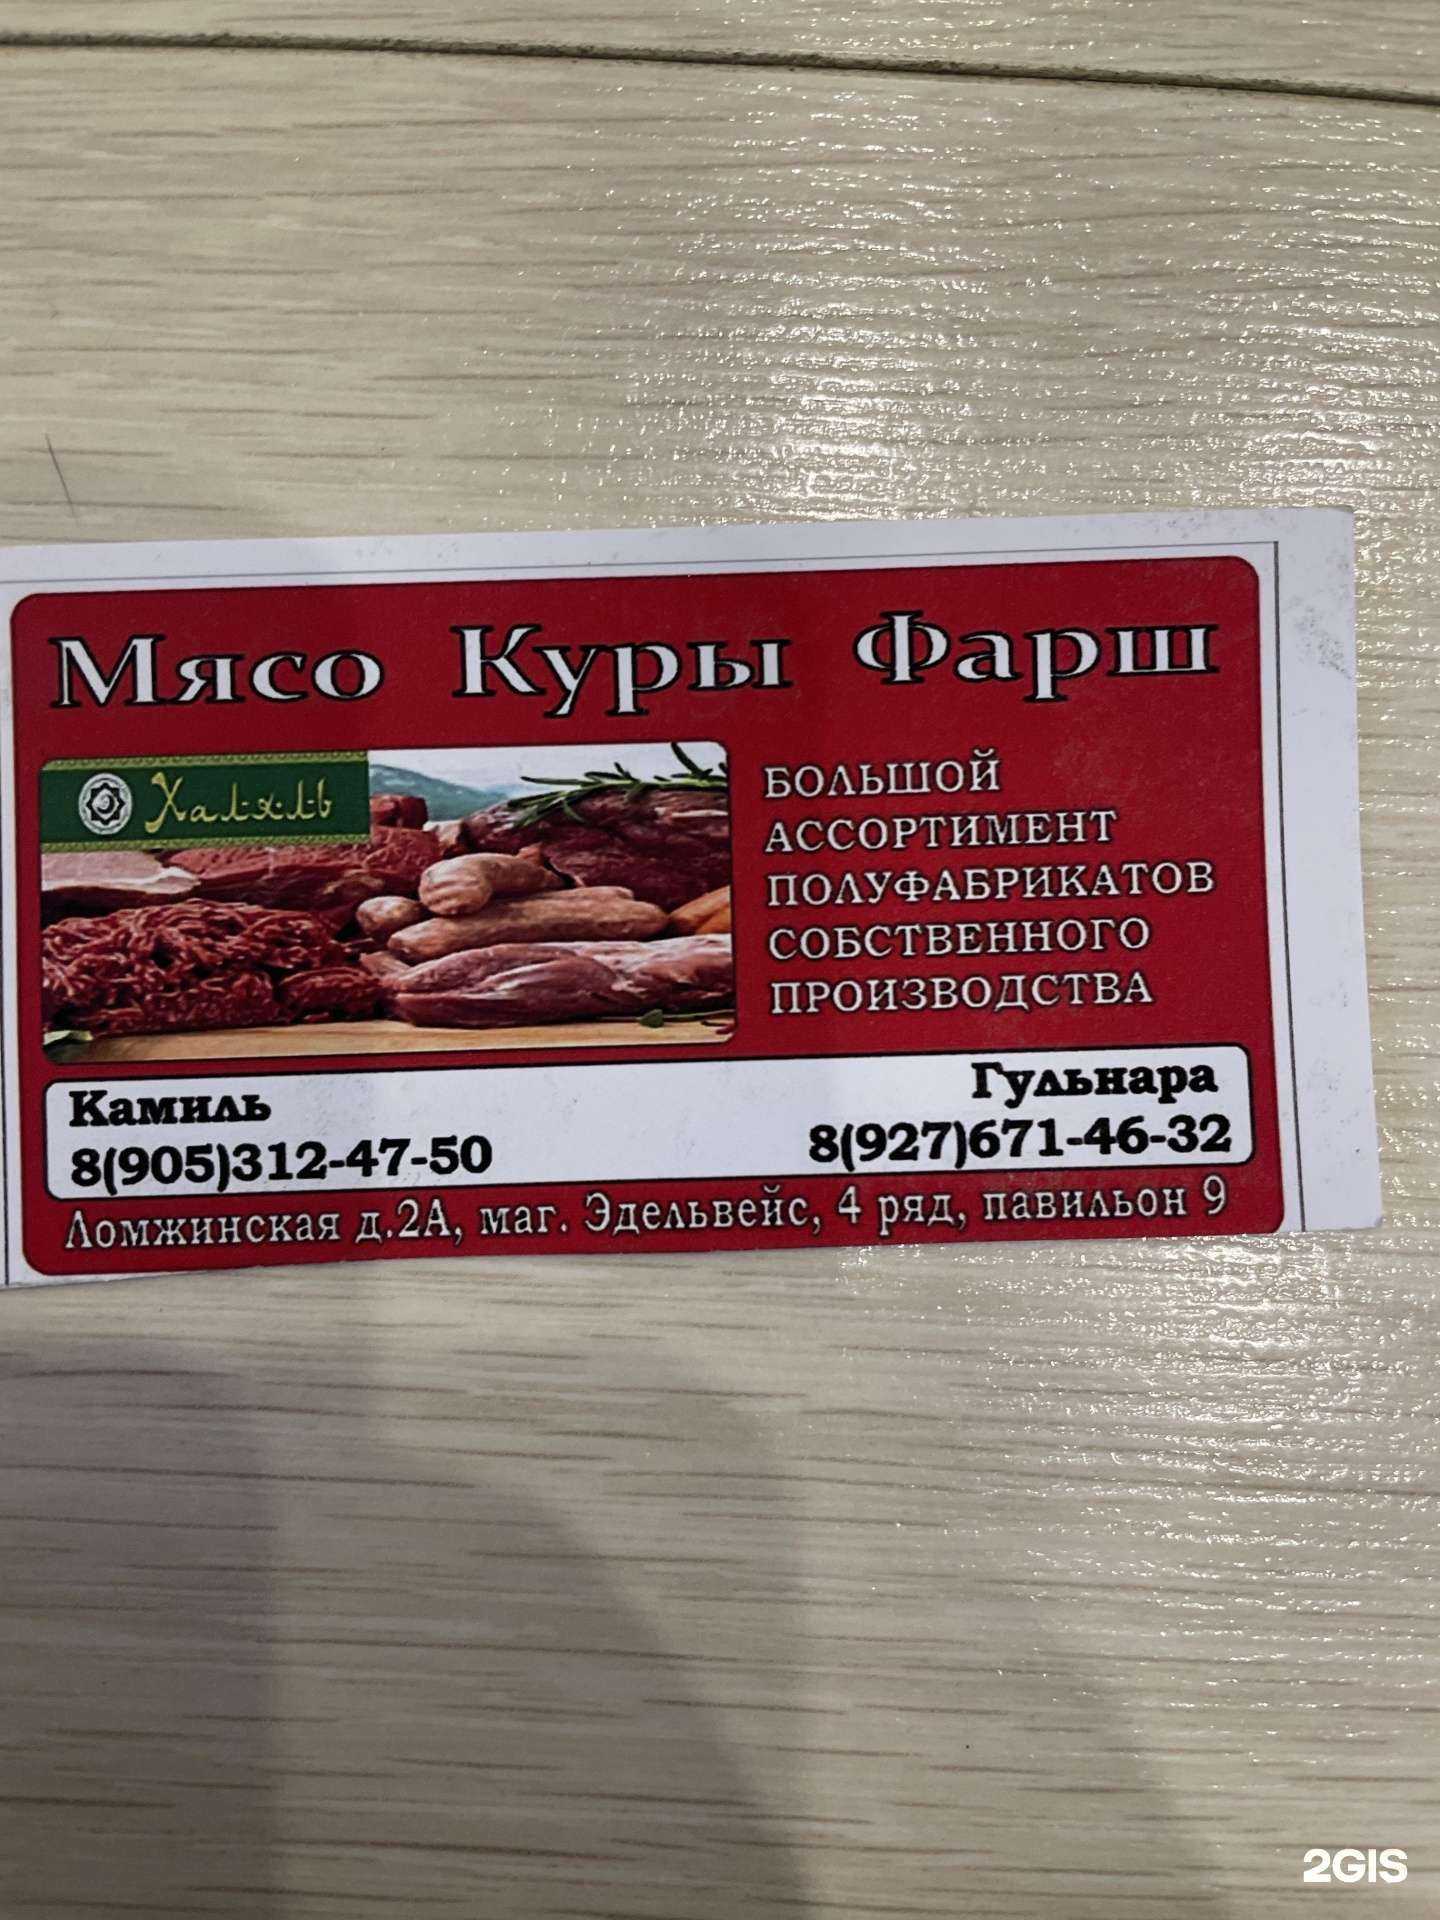 Мясо Куры Фарш
Халяль
БОЛЬШОЙ
АССОРТИМЕНТ
ПОЛУФАБРИКАТОВ
СОБСТВЕННОГО
ПРОИЗВОДСТВА
Камиль
8(905)312-47-50
Гульнара
8(927)671-46-32
Ломжинская д.2А, маг. Эдельвейс, 4 ряд, павильон 9
2GIS